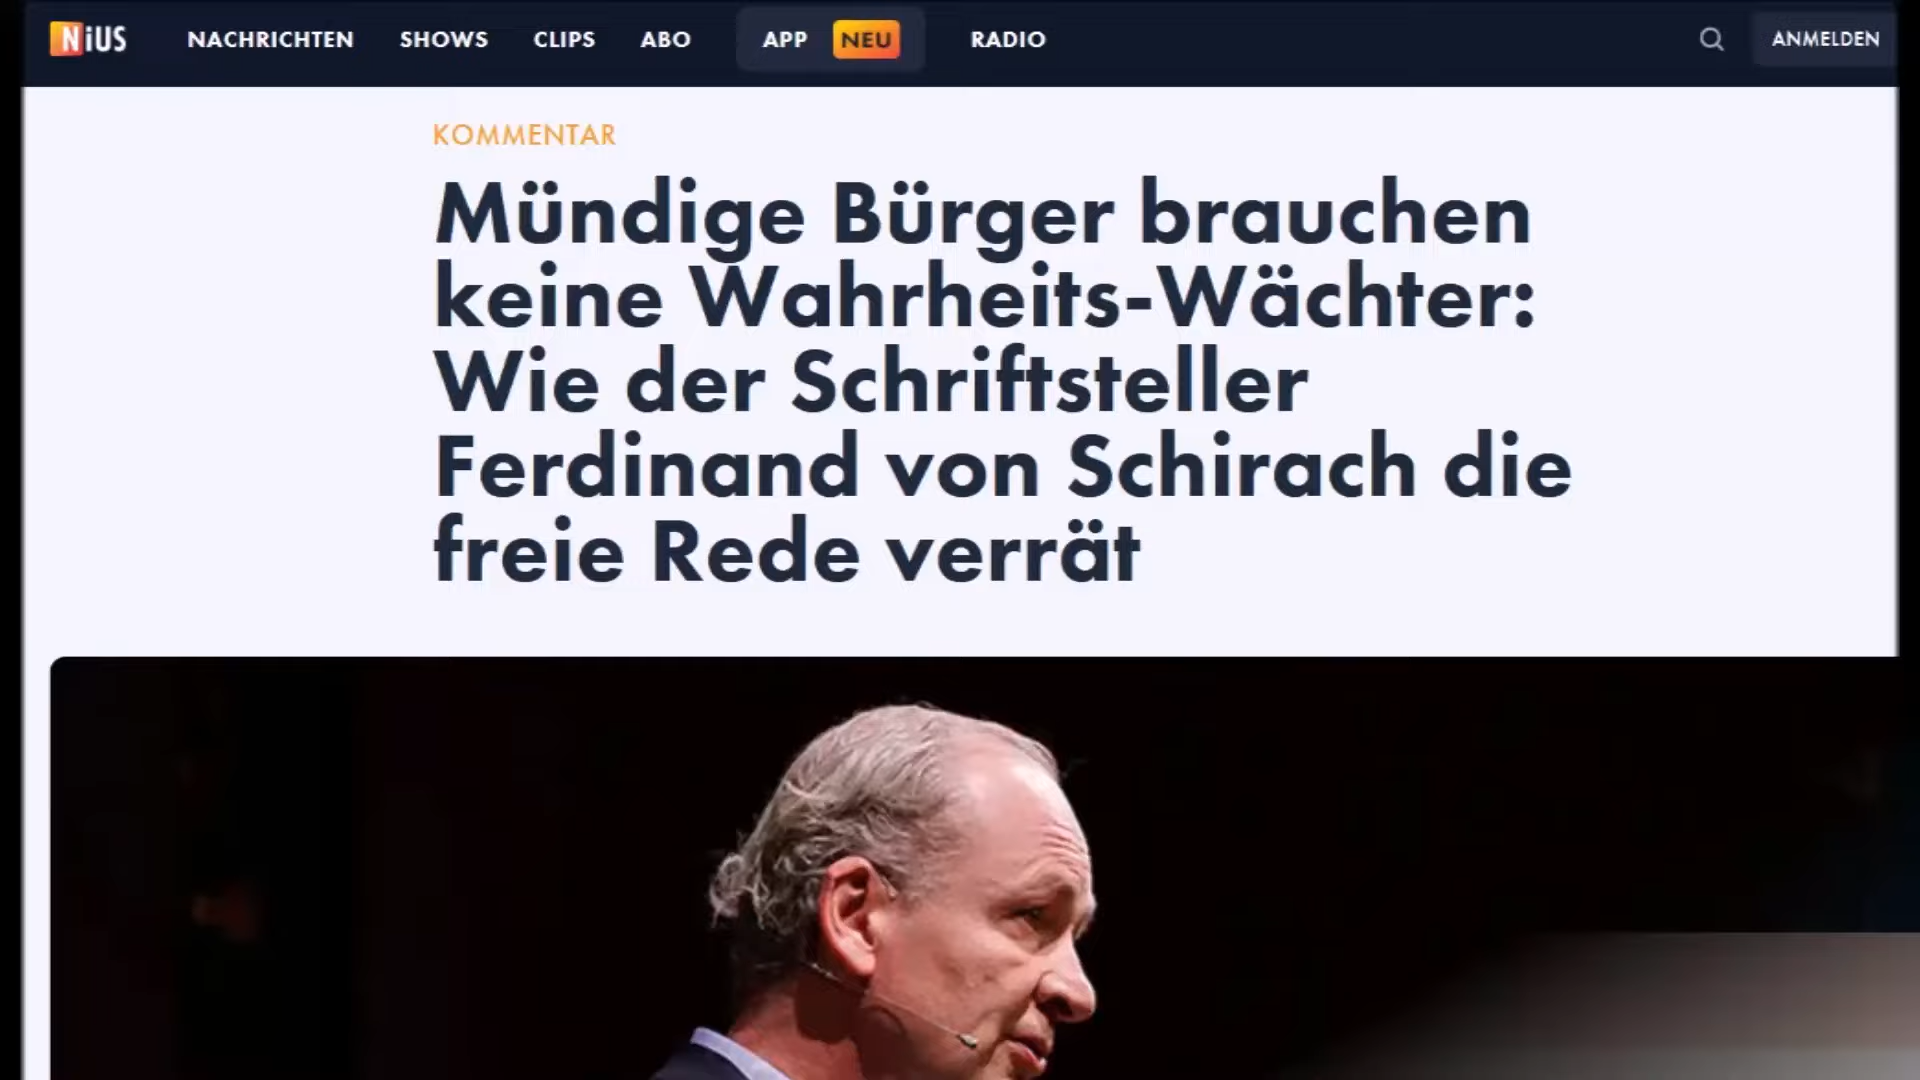 NiUS NACHRICHTEN SHOWS CLIPS ABO APP NEU RADIO ANMELDEN
KOMMENTAR
Mündige Bürger brauchen
keine Wahrheits-Wächter:
Wie der Schriftsteller
Ferdinand von Schirach die
freie Rede verrät